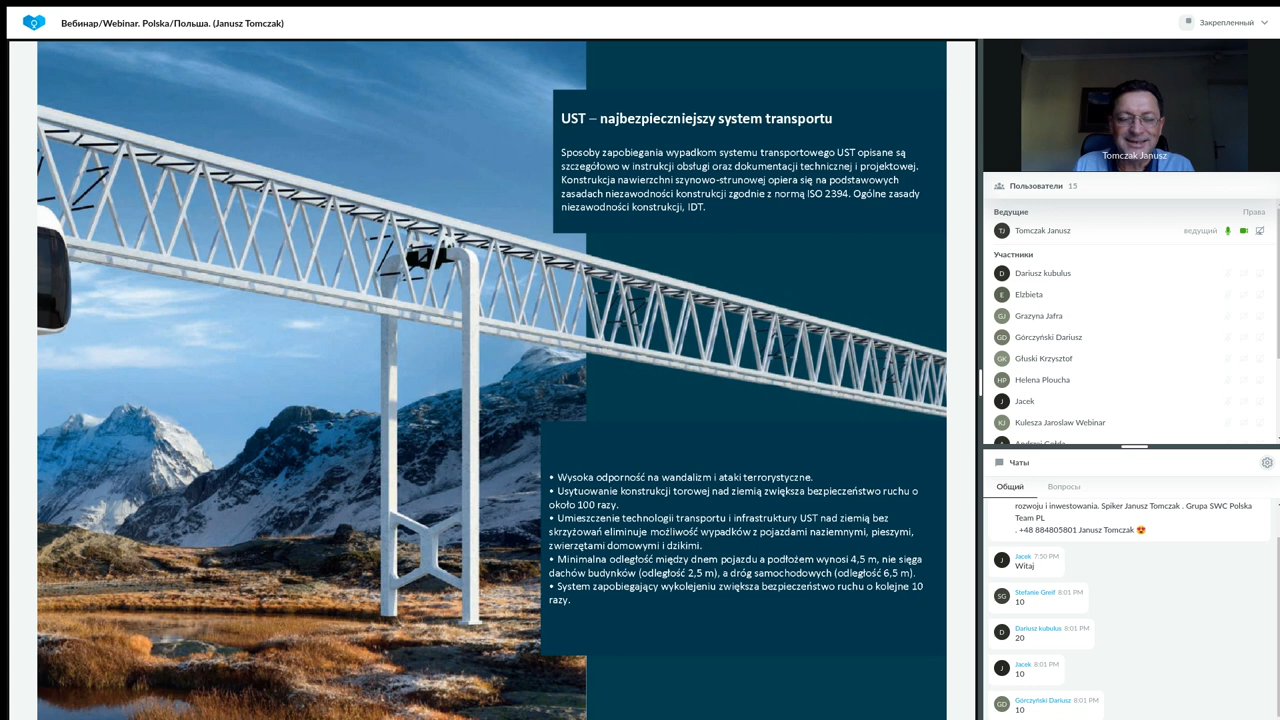 Вебинар/Webinar. Polska/Польша. (Janusz Tomczak)
Закрепленный
UST – najbezpieczniejszy system transportu
Sposoby zapobiegania wypadkom systemu transportowego UST opisane są
szczegółowo w instrukcji obsługi oraz dokumentacji technicznej i projektowej.
Konstrukcja nawierzchni szynowo-strunowej opiera się na podstawowych
zasadach niezawodności konstrukcji zgodnie z normą ISO 2394. Ogólne zasady
niezawodności konstrukcji, IDT.
• Wysoka odporność na wandalizm i ataki terrorystyczne.
• Usytuowanie konstrukcji torowej nad ziemią zwiększa bezpieczeństwo ruchu o
około 100 razy.
• Umieszczenie technologii transportu i infrastruktury UST nad ziemią bez
skrzyżowań eliminuje możliwość wypadków z pojazdami naziemnymi, pieszymi,
zwierzętami domowymi i dzikimi.
• Minimalna odległość między dnem pojazdu a podłożem wynosi 4,5 m, nie sięga
dachów budynków (odległość 2,5 m), a dróg samochodowych (odległość 6,5 m).
• System zapobiegający wykolejeniu zwiększa bezpieczeństwo ruchu o kolejne 10
razy.
Tomczak Janusz
Пользователи 15
Ведущие Права
TJ Tomczak Janusz ведущий
Участники
D Dariusz kubulus
E Elzbieta
GJ Grazyna Jafra
GD Górczyński Dariusz
GK Głuski Krzysztof
HP Helena Ploucha
J Jacek
KJ Kulesza Jaroslaw Webinar
Чаты
Общий Вопросы
rozwoju i inwestowania. Spiker Janusz Tomczak . Grupa SWC Polska
Team PL
. +48 884805801 Janusz Tomczak 😍
J Jacek 7:50 PM
Witaj
SG Stefanie Greif 8:01 PM
10
D Dariusz kubulus 8:01 PM
20
J Jacek 8:01 PM
10
GD Górczyński Dariusz 8:01 PM
10